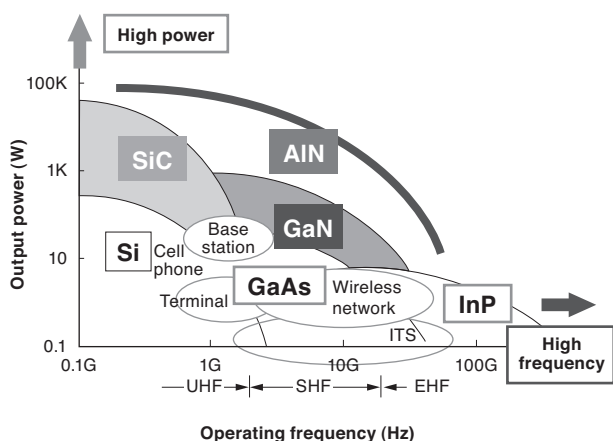 High power
100K
1K
10
0.1
Output power (W)
SiC
AlN
GaN
Si
Cell
phone
Base
station
GaAs
Terminal
Wireless
network
InP
ITS
High
frequency
0.1G
1G
10G
100G
UHF
SHF
EHF
Operating frequency (Hz)